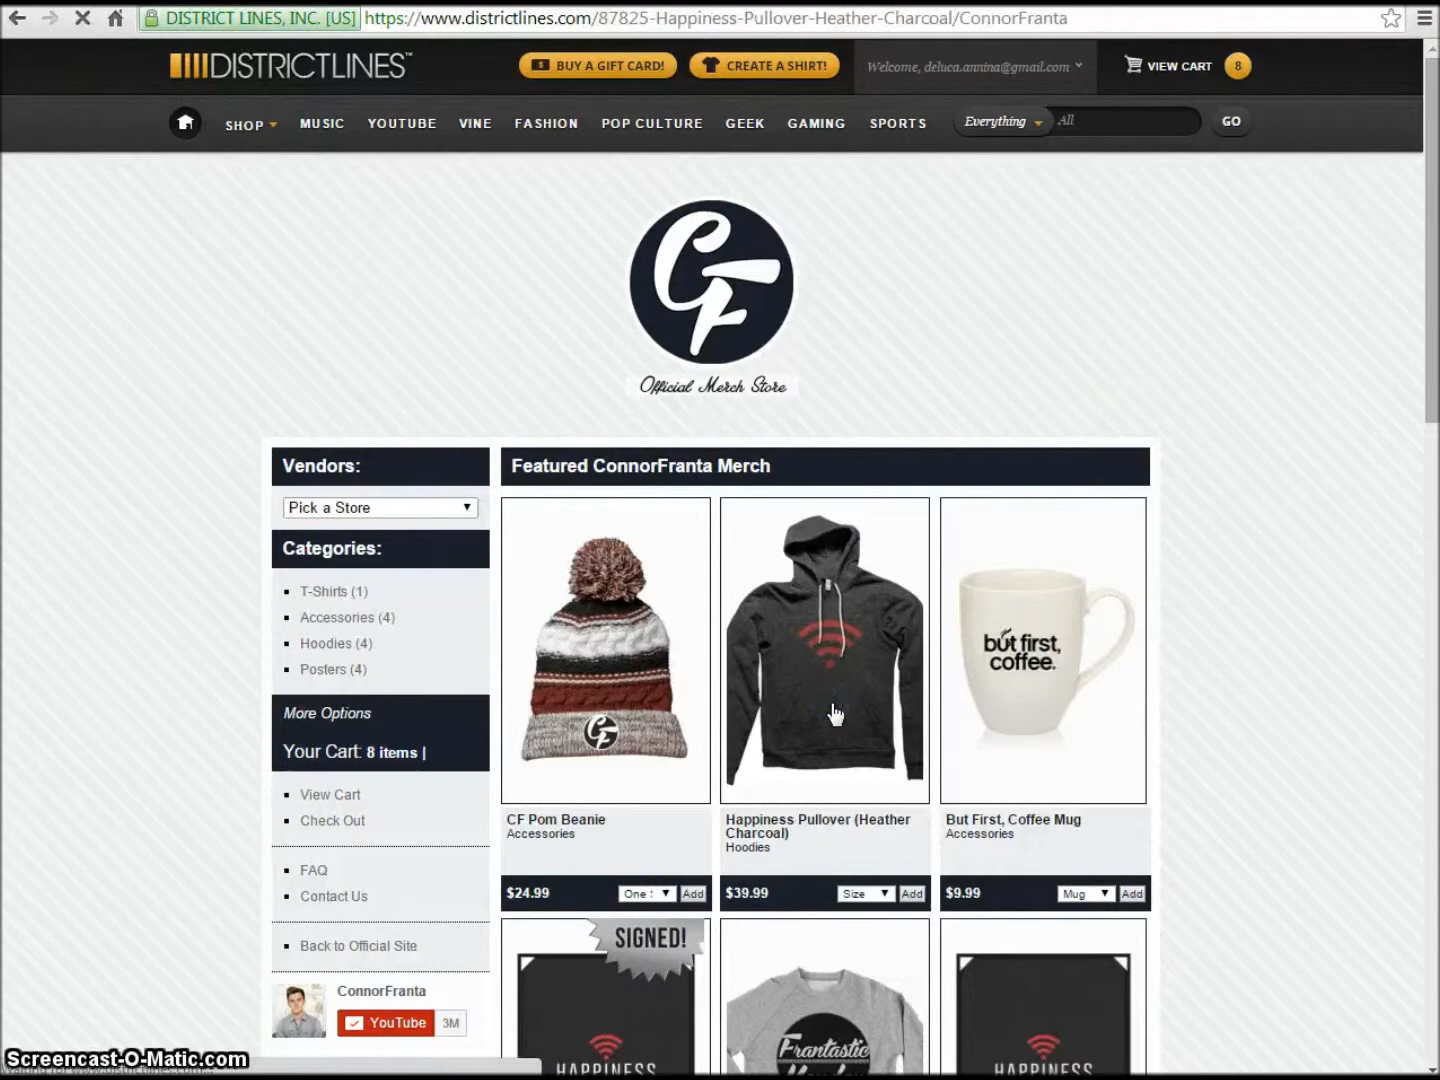 DISTRICT LINES, INC. [US] https://www.districtlines.com/87825-Happiness-Pullover-Heather-Charcoal/ConnorFranta
DISTRICTLINES™ BUY A GIFT CARD! CREATE A SHIRT! Welcome, deluca.annina@gmail.com VIEW CART 8
SHOP MUSIC YOUTUBE VINE FASHION POP CULTURE GEEK GAMING SPORTS Everything All GO
CF
Official Merch Store
Vendors:
Pick a Store
Categories:
T-Shirts (1)
Accessories (4)
Hoodies (4)
Posters (4)
More Options
Your Cart: 8 items |
View Cart
Check Out
FAQ
Contact Us
Back to Official Site
ConnorFranta
YouTube 3M
Featured ConnorFranta Merch
CF
but first,
coffee.
CF Pom Beanie
Accessories
$24.99 One Add
Happiness Pullover (Heather
Charcoal)
Hoodies
$39.99 Size Add
But First, Coffee Mug
Accessories
$9.99 Mug Add
SIGNED!
HAPPINESS
Frantastic
HAPPINESS
Screencast-O-Matic.com